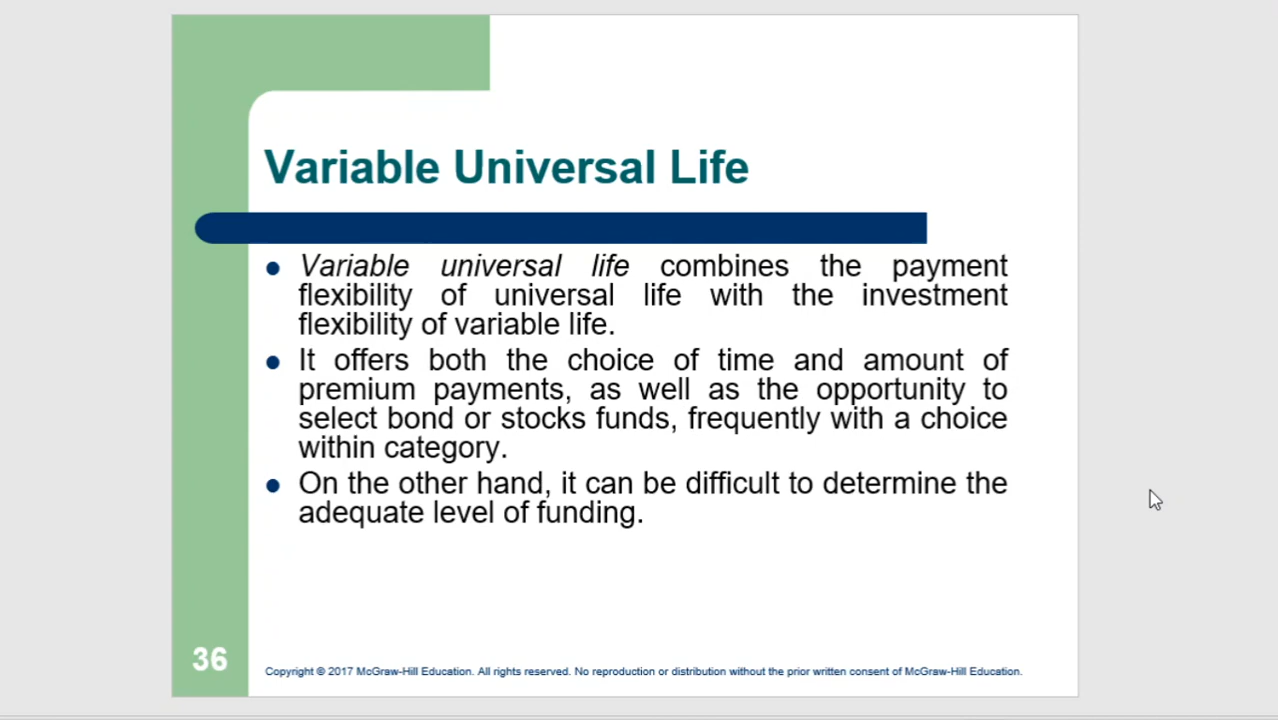 Variable Universal Life
● Variable universal life combines the payment
flexibility of universal life with the investment
flexibility of variable life.
● It offers both the choice of time and amount of
premium payments, as well as the opportunity to
select bond or stocks funds, frequently with a choice
within category.
● On the other hand, it can be difficult to determine the
adequate level of funding.
36
Copyright © 2017 McGraw-Hill Education. All rights reserved. No reproduction or distribution without the prior written consent of McGraw-Hill Education.